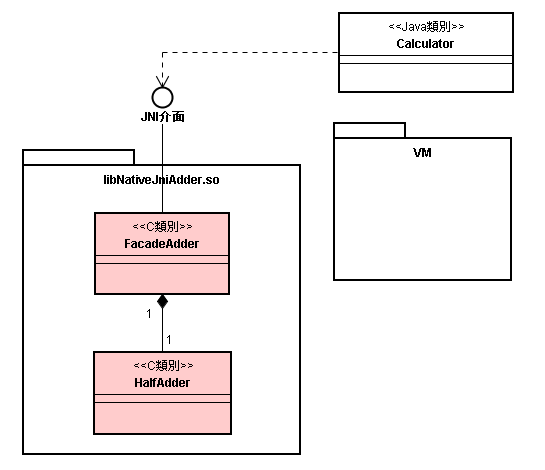 <<Java類別>>
Calculator
JNI介面
VM
libNativeJniAdder.so
<<C類別>>
FacadeAdder
1
1
<<C類別>>
HalfAdder